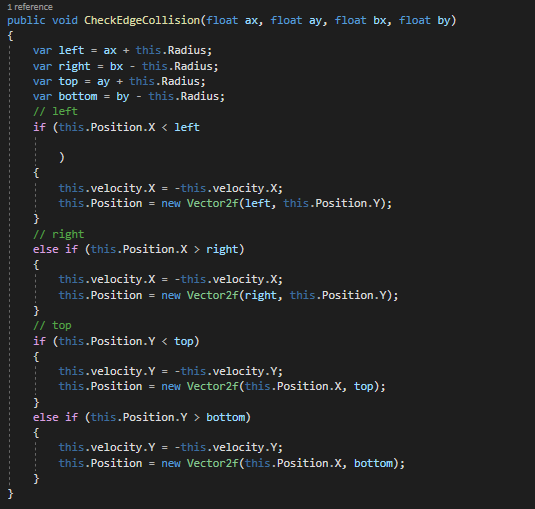 1 reference
public void CheckEdgeCollision(float ax, float ay, float bx, float by)
{
    var left = ax + this.Radius;
    var right = bx - this.Radius;
    var top = ay + this.Radius;
    var bottom = by - this.Radius;
    // left
    if (this.Position.X < left
        )
    {
        this.velocity.X = -this.velocity.X;
        this.Position = new Vector2f(left, this.Position.Y);
    }
    // right
    else if (this.Position.X > right)
    {
        this.velocity.X = -this.velocity.X;
        this.Position = new Vector2f(right, this.Position.Y);
    }
    // top
    if (this.Position.Y < top)
    {
        this.velocity.Y = -this.velocity.Y;
        this.Position = new Vector2f(this.Position.X, top);
    }
    else if (this.Position.Y > bottom)
    {
        this.velocity.Y = -this.velocity.Y;
        this.Position = new Vector2f(this.Position.X, bottom);
    }
}